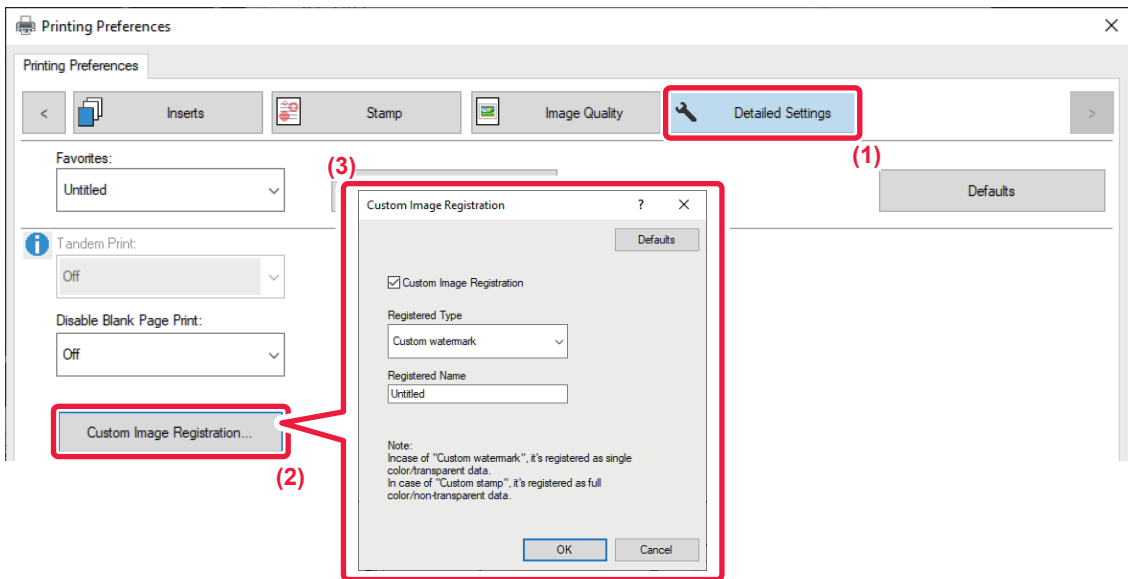 Printing Preferences
Printing Preferences
<
Inserts
Stamp
Image Quality
Detailed Settings
>
(1)
Favorites:
Untitled
(3)
Defaults
Tandem Print:
Off
Disable Blank Page Print:
Off
Custom Image Registration...
(2)
Custom Image Registration
?
Defaults
Custom Image Registration
Registered Type
Custom watermark
Registered Name
Untitled
Note:
Incase of "Custom watermark", it's registered as single
color/transparent data.
In case of "Custom stamp", it's registered as full
color/non-transparent data.
OK
Cancel